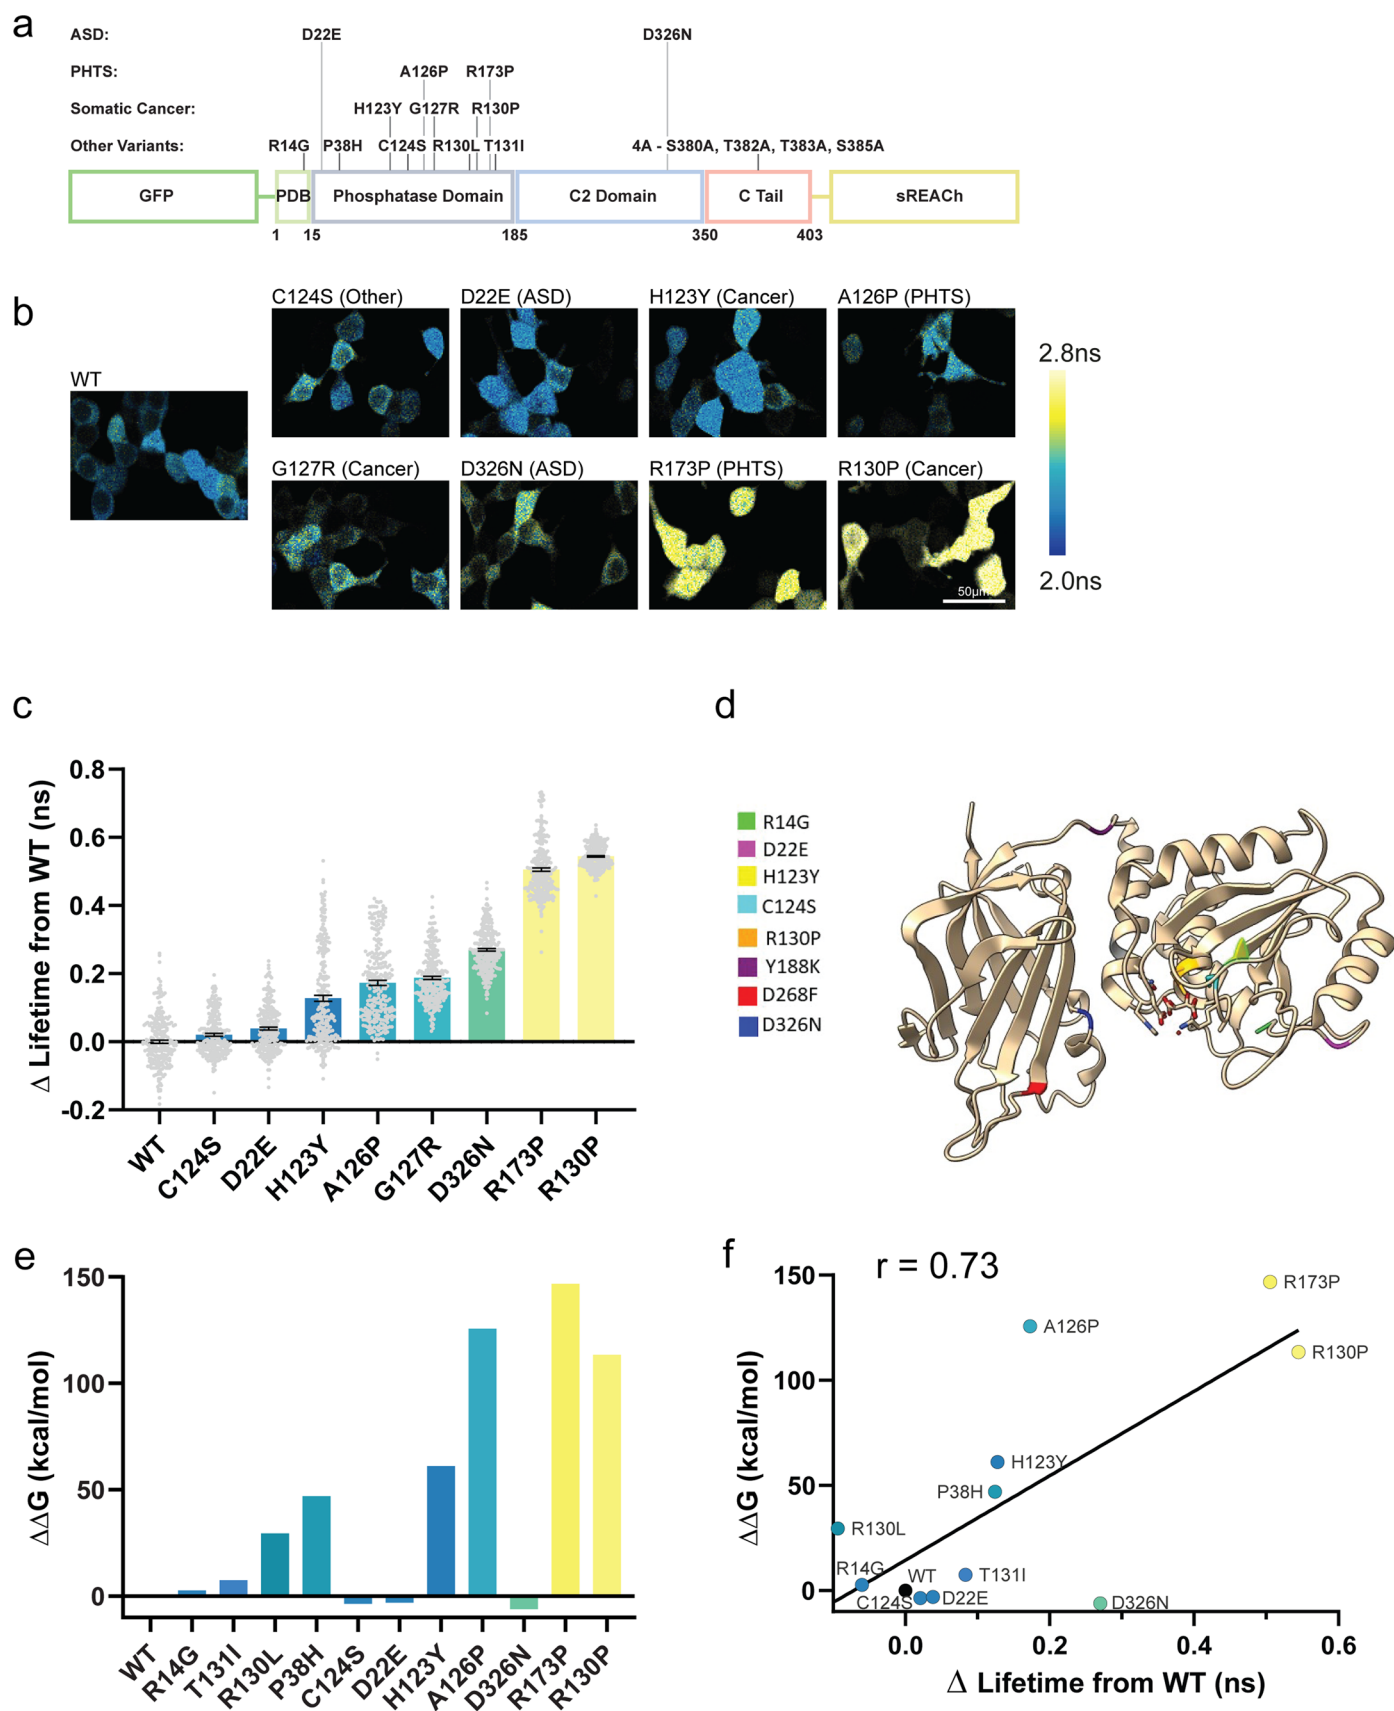 a
ASD: D22E D326N
PHTS: A126P R173P
Somatic Cancer: H123Y G127R R130P
Other Variants: R14G P38H C124S R130L T131I 4A - S380A, T382A, T383A, S385A
GFP PDB Phosphatase Domain C2 Domain C Tail sREACh
1 15 185 350 403
b
C124S (Other) D22E (ASD) H123Y (Cancer) A126P (PHTS)
WT
2.8ns
G127R (Cancer) D326N (ASD) R173P (PHTS) R130P (Cancer)
50µm
2.0ns
c
Δ Lifetime from WT (ns)
0.8
0.6
0.4
0.2
0.0
-0.2
WT C124S D22E H123Y A126P G127R D326N R173P R130P
d
R14G
D22E
H123Y
C124S
R130P
Y188K
D268F
D326N
e
ΔΔG (kcal/mol)
150
100
50
0
WT R14G T131I R130L P38H C124S D22E H123Y A126P D326N R173P R130P
f
r = 0.73
ΔΔG (kcal/mol)
150
100
50
0
R173P
A126P
R130P
H123Y
P38H
R130L
R14G
WT
T131I
C124S
D22E
D326N
0.0 0.2 0.4 0.6
Δ Lifetime from WT (ns)